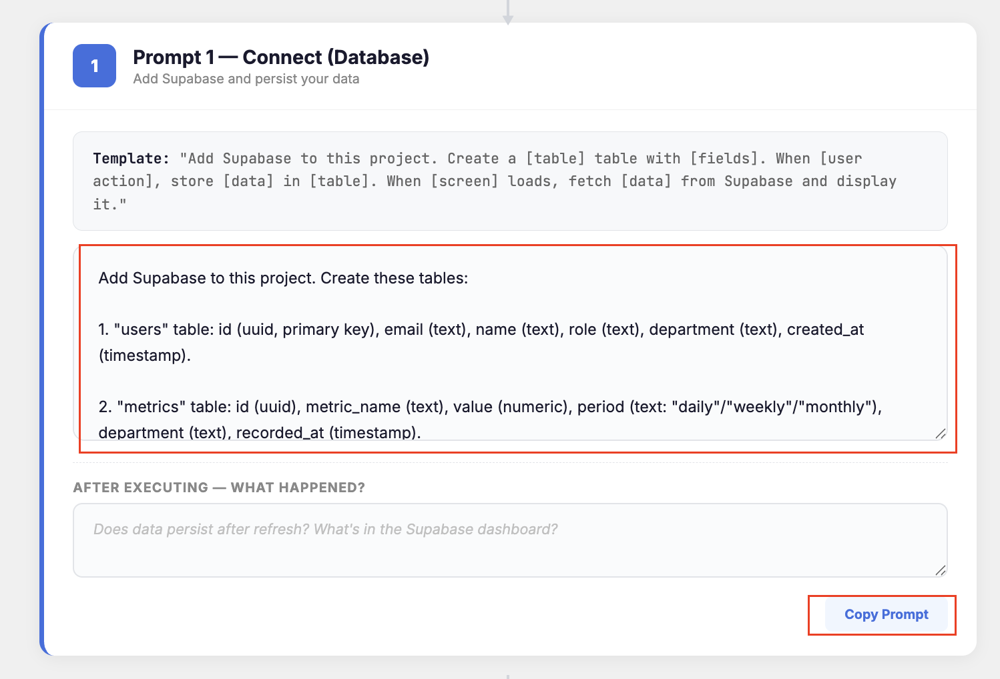 1
Prompt 1 — Connect (Database)
Add Supabase and persist your data
Template: "Add Supabase to this project. Create a [table] table with [fields]. When [user
action], store [data] in [table]. When [screen] loads, fetch [data] from Supabase and display
it."
Add Supabase to this project. Create these tables:
1. "users" table: id (uuid, primary key), email (text), name (text), role (text), department (text), created_at
(timestamp).
2. "metrics" table: id (uuid), metric_name (text), value (numeric), period (text: "daily"/"weekly"/"monthly"),
department (text), recorded_at (timestamp).
AFTER EXECUTING — WHAT HAPPENED?
Does data persist after refresh? What's in the Supabase dashboard?
Copy Prompt